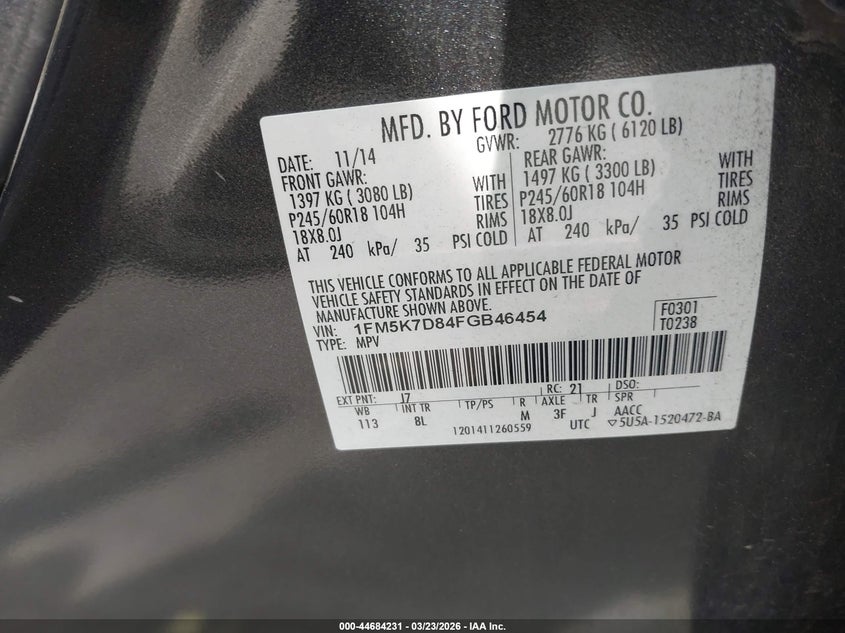 MFD. BY FORD MOTOR CO.
DATE: 11/14 GVWR: 2776 KG ( 6120 LB)
FRONT GAWR: REAR GAWR:
1397 KG ( 3080 LB) WITH 1497 KG ( 3300 LB) WITH
P245/60R18 104H TIRES P245/60R18 104H TIRES
18X8.0J RIMS 18X8.0J RIMS
AT 240 kPa/ 35 PSI COLD AT 240 kPa/ 35 PSI COLD
THIS VEHICLE CONFORMS TO ALL APPLICABLE FEDERAL MOTOR
VEHICLE SAFETY STANDARDS IN EFFECT ON THE DATE OF
MANUFACTURE SHOWN ABOVE.
VIN: 1FM5K7D84FGB46454 F0301
TYPE: MPV T0238
EXT PNT: J7 RC: 21 DSO:
WB INT TR TP/PS R AXLE TR SPR
113 8L M 3F J AACC
1201411260559 UTC ▽5U5A-1520472-BA
000-44684231 - 03/23/2026 - IAA Inc.